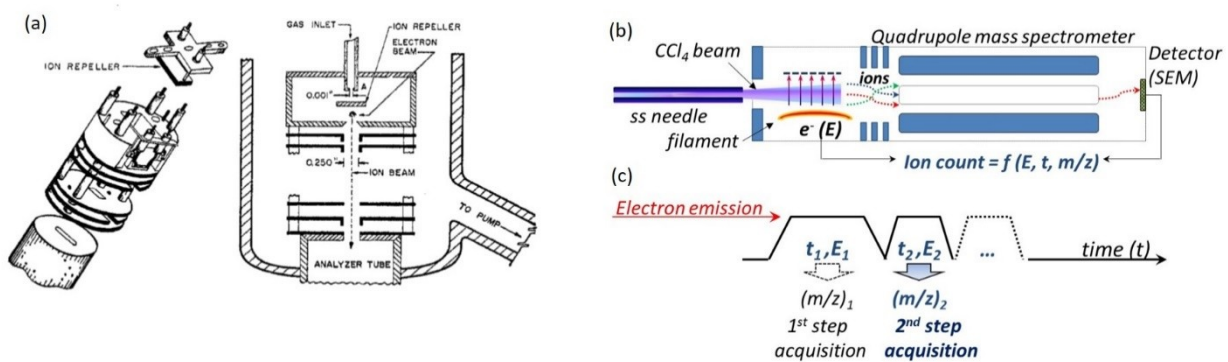 (a)
ION REPELLER
GAS INLET
ION REPELLER
ELECTRON
BEAM
A
0.001"
0.250"
ION BEAM
TO PUMP
ANALYZER TUBE
(b)
Quadrupole mass spectrometer
CCl4 beam
ions
Detector
(SEM)
ss needle
filament
e- (E)
Ion count = f (E, t, m/z)
(c)
Electron emission
t1,E1
t2,E2
...
time (t)
(m/z)1
(m/z)2
1st step
acquisition
2nd step
acquisition